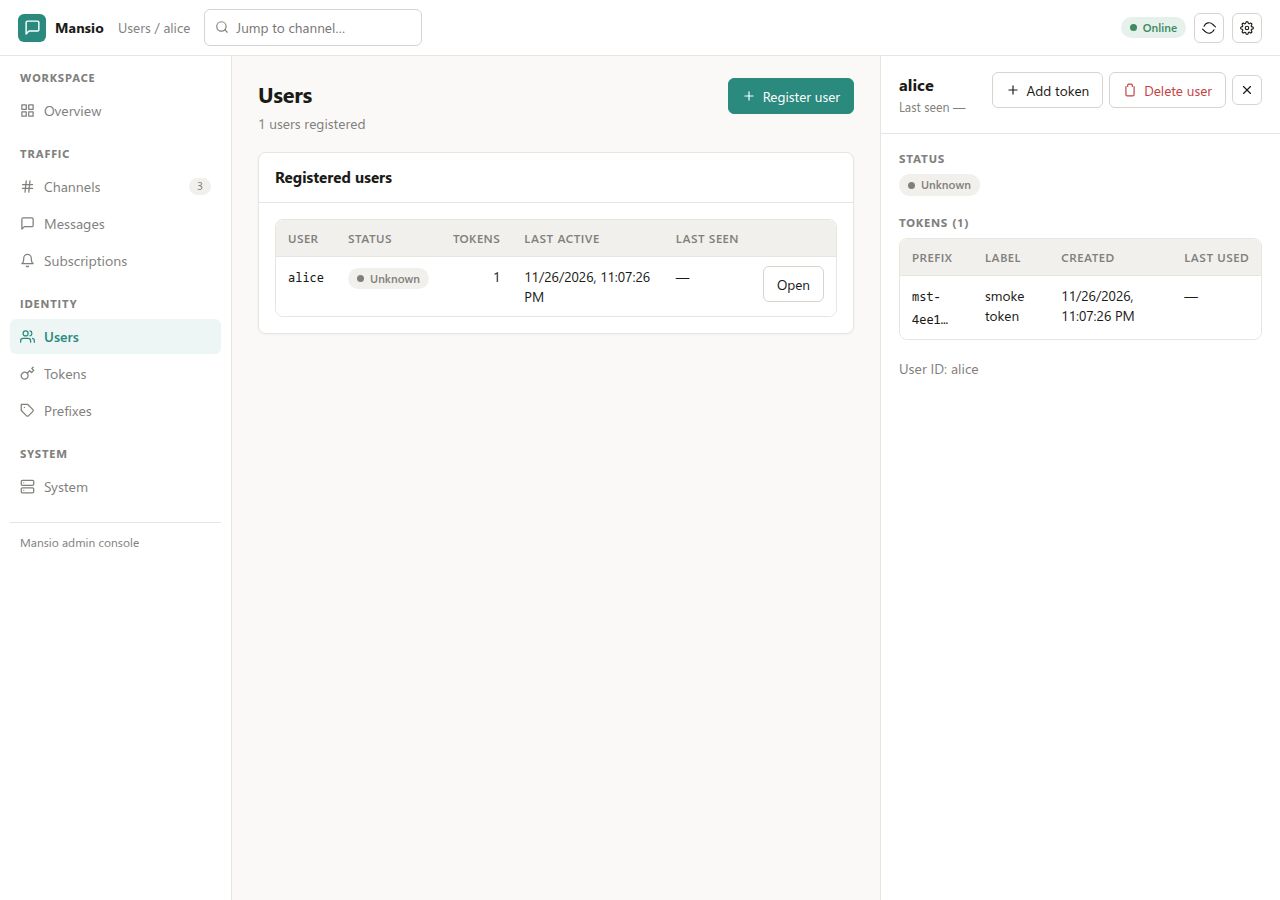 Mansio
Users / alice
Jump to channel...
Online
WORKSPACE
Overview
TRAFFIC
Channels
3
Messages
Subscriptions
IDENTITY
Users
Tokens
Prefixes
SYSTEM
System
Mansio admin console
Users
1 users registered
Register user
Registered users
USER STATUS TOKENS LAST ACTIVE LAST SEEN
alice Unknown 1 11/26/2026, 11:07:26 — Open
PM
alice
Last seen —
Add token
Delete user
STATUS
Unknown
TOKENS (1)
PREFIX LABEL CREATED LAST USED
mst- smoke 11/26/2026, —
4ee1… token 11:07:26 PM
User ID: alice